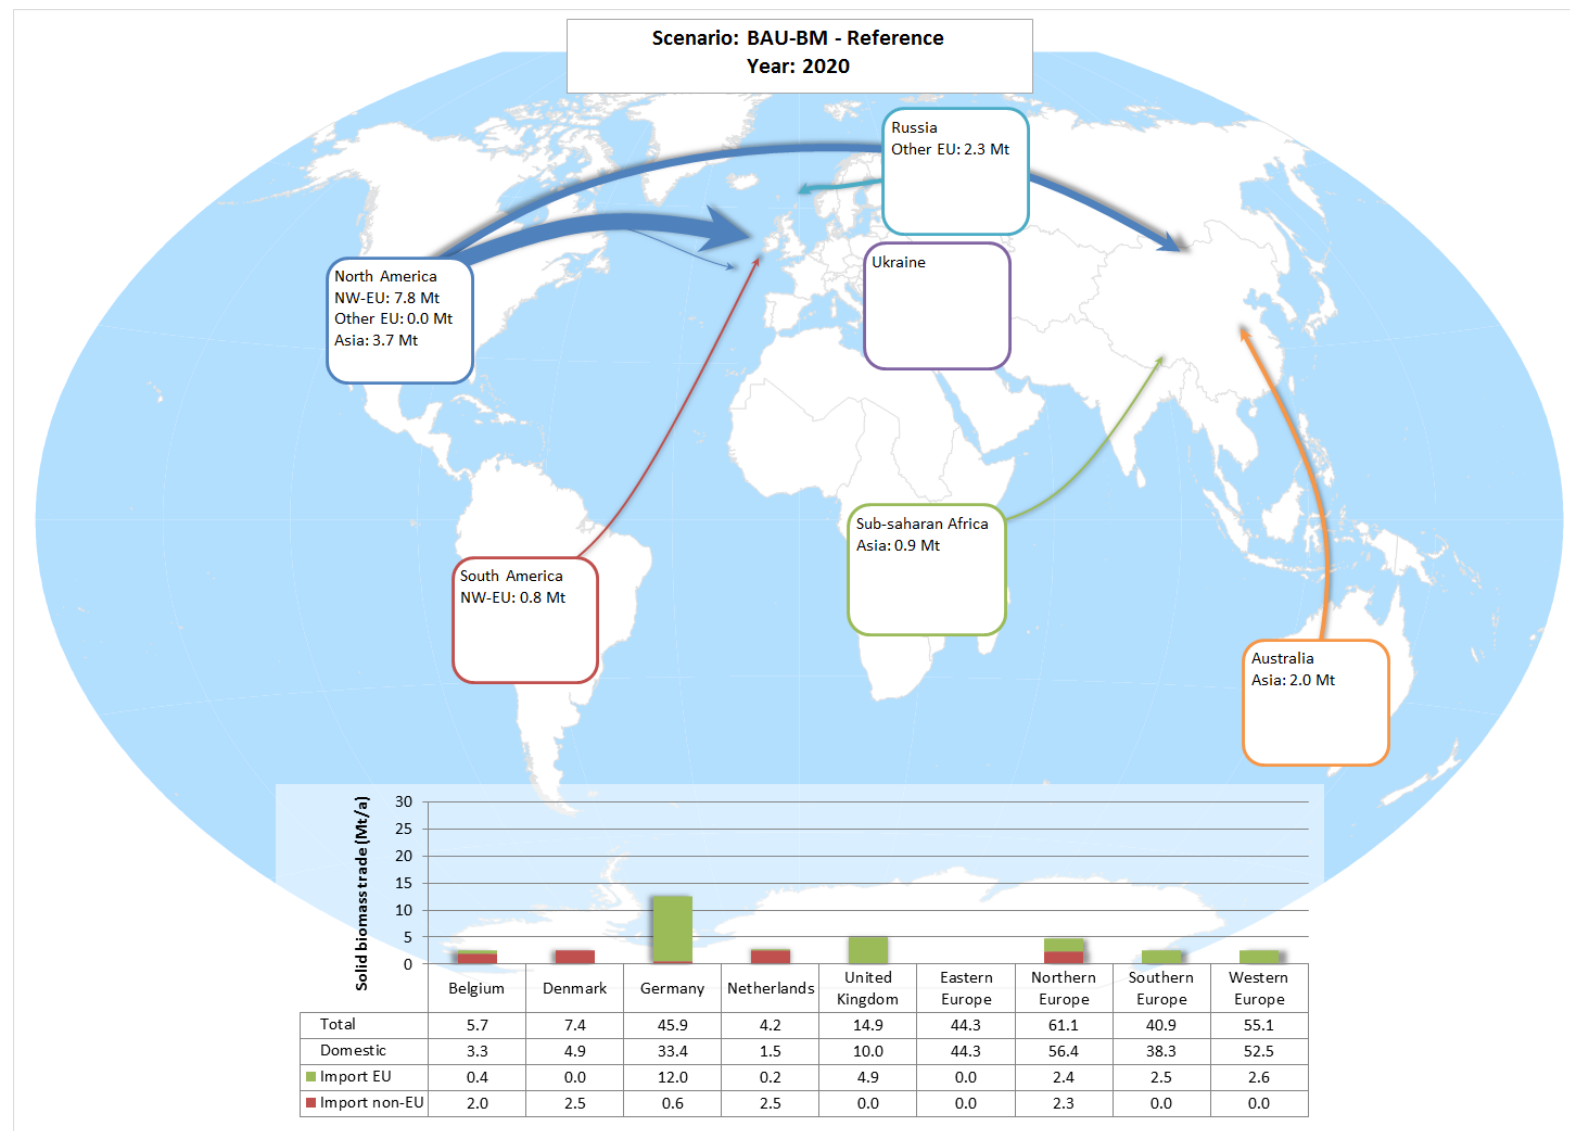 Scenario: BAU-BM - Reference
Year: 2020
Russia
Other EU: 2.3 Mt
Ukraine
North America
NW-EU: 7.8 Mt
Other EU: 0.0 Mt
Asia: 3.7 Mt
Sub-saharan Africa
Asia: 0.9 Mt
South America
NW-EU: 0.8 Mt
Australia
Asia: 2.0 Mt
Solid biomass trade (Mt/a)
30
25
20
15
10
5
0
Belgium Denmark Germany Netherlands United Kingdom Eastern Europe Northern Europe Southern Europe Western Europe
Total 5.7 7.4 45.9 4.2 14.9 44.3 61.1 40.9 55.1
Domestic 3.3 4.9 33.4 1.5 10.0 44.3 56.4 38.3 52.5
Import EU 0.4 0.0 12.0 0.2 4.9 0.0 2.4 2.5 2.6
Import non-EU 2.0 2.5 0.6 2.5 0.0 0.0 2.3 0.0 0.0